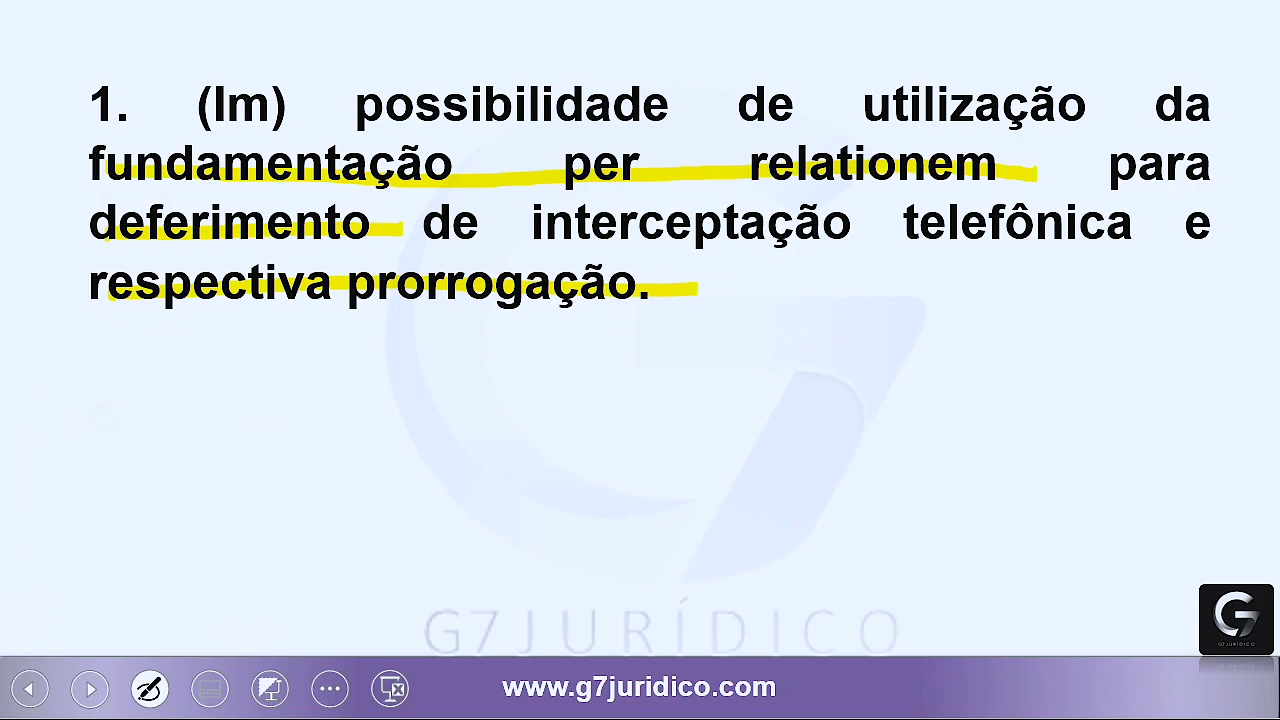 1. (Im) possibilidade de utilização da
fundamentação per relationem para
deferimento de interceptação telefônica e
respectiva prorrogação.
G7JURÍDICO
G7JURÍDICO
www.g7juridico.com